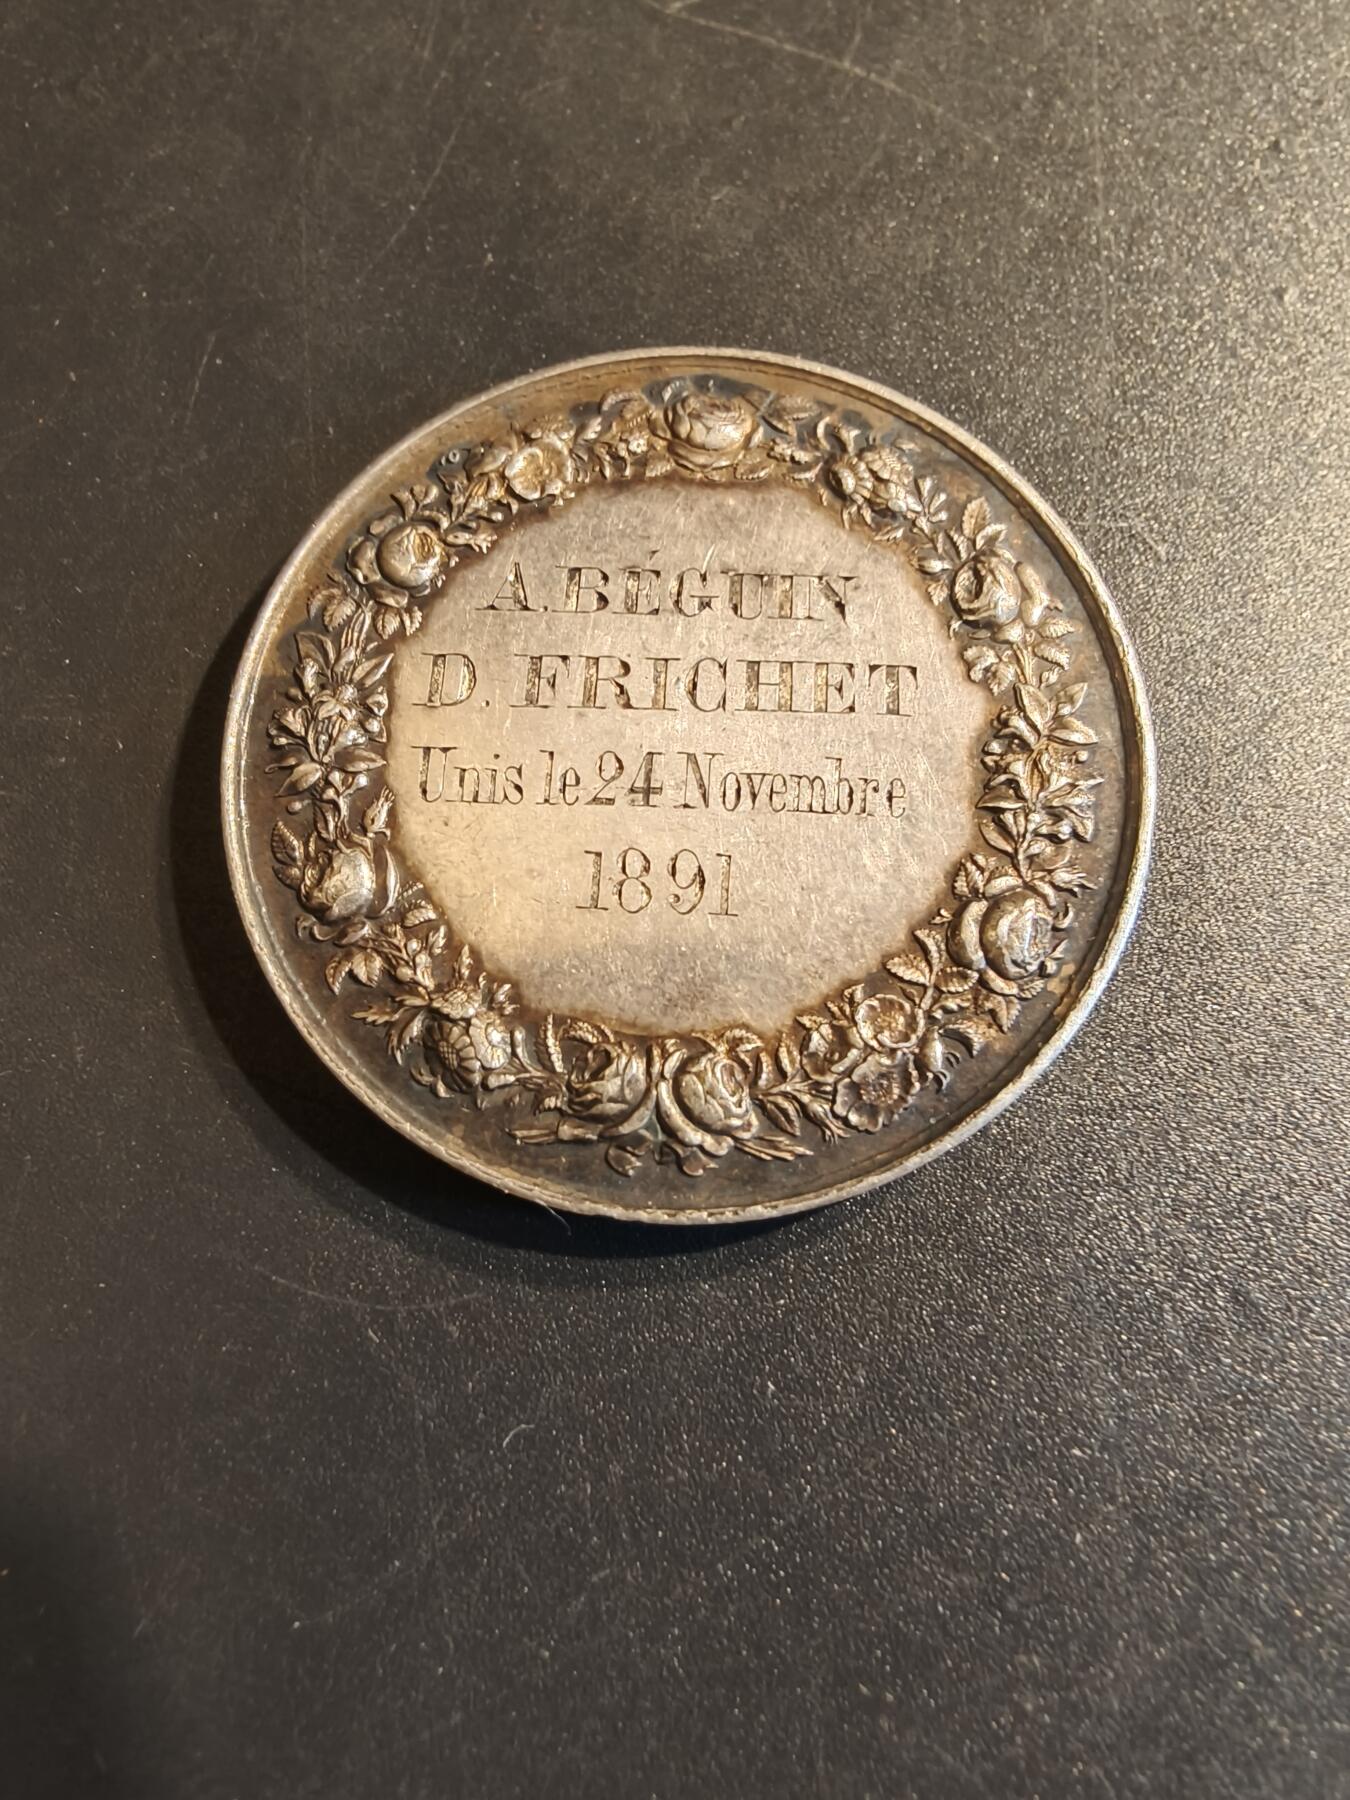 A. BÉGUIN
D. FRICHET
Unis le 24 Novembre
1891